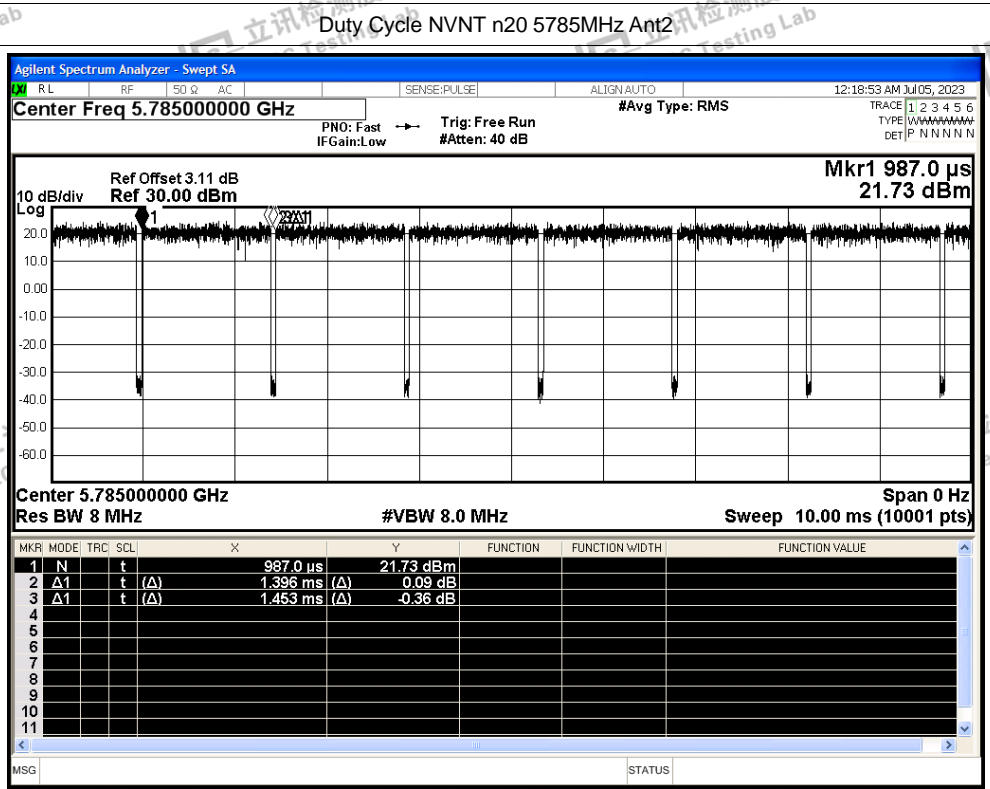 Duty Cycle NVNT n20 5785MHz Ant2
Agilent Spectrum Analyzer - Swept SA
LXI RL RF 50 Ω AC SENSE:PULSE ALIGN AUTO 12:18:53 AM Jul 05, 2023
Center Freq 5.785000000 GHz #Avg Type: RMS TRACE 1 2 3 4 5 6
PNO: Fast Trig: Free Run TYPE WWWWWW
IFGain:Low #Atten: 40 dB DET P N N N N N
Mkr1 987.0 µs
Ref Offset 3.11 dB
10 dB/div Ref 30.00 dBm 21.73 dBm
Log
1
20.0
10.0
0.00
-10.0
-20.0
-30.0
-40.0
-50.0
-60.0
Center 5.785000000 GHz Span 0 Hz
Res BW 8 MHz #VBW 8.0 MHz Sweep 10.00 ms (10001 pts)
MKR MODE TRC SCL X Y FUNCTION FUNCTION WIDTH FUNCTION VALUE
1 N t 987.0 µs 21.73 dBm
2 Δ1 t (Δ) 1.396 ms (Δ) 0.09 dB
3 Δ1 t (Δ) 1.453 ms (Δ) -0.36 dB
4
5
6
7
8
9
10
11
MSG STATUS